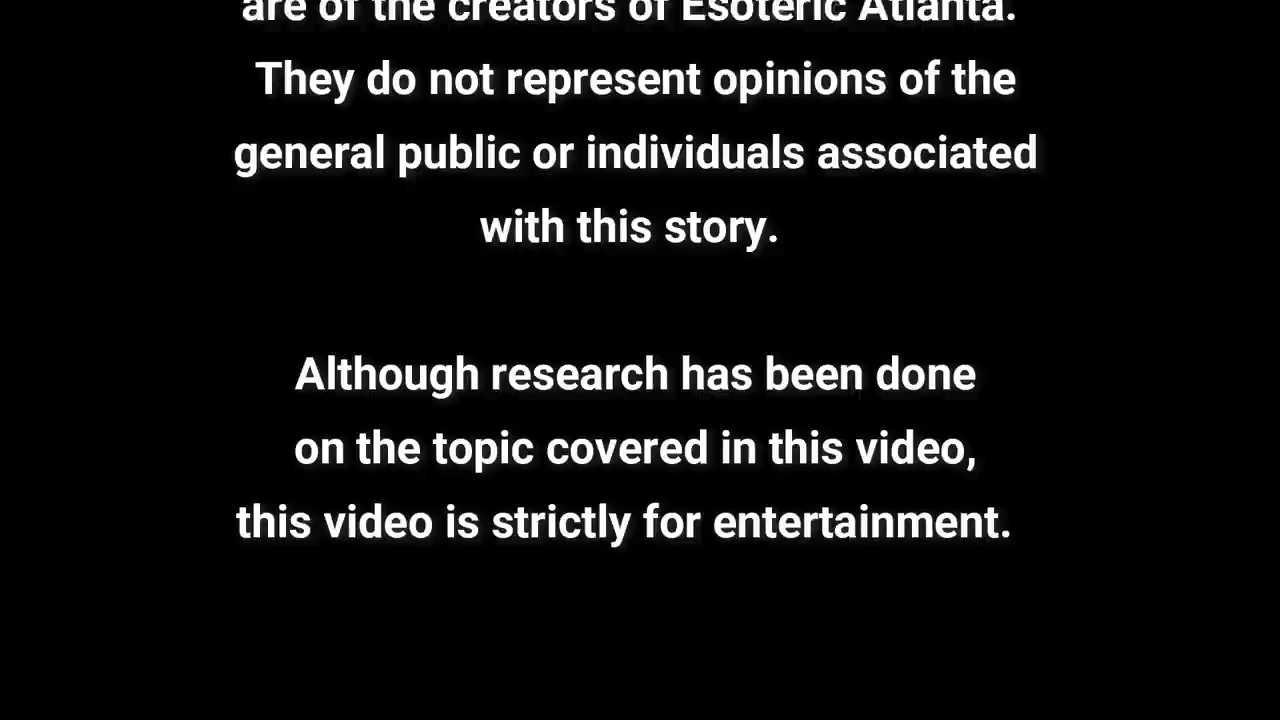 are of the creators of Esoteric Atlanta.
They do not represent opinions of the
general public or individuals associated
with this story.
Although research has been done
on the topic covered in this video,
this video is strictly for entertainment.